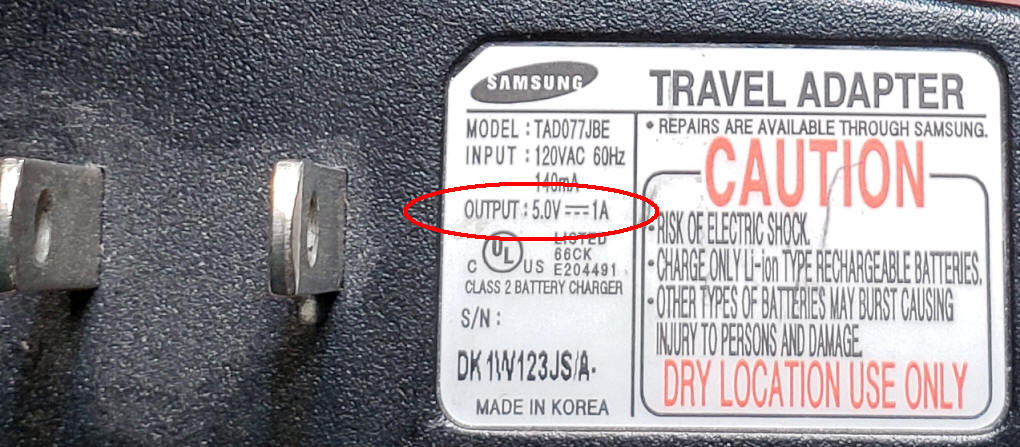 SAMSUNG
TRAVEL ADAPTER
MODEL : TAD077JBE
INPUT : 120VAC 60Hz
140mA
OUTPUT : 5.0V ⎓ 1A
C UL US LISTED
66CK
E204491
CLASS 2 BATTERY CHARGER
S/N :
DK1W123JS/A-
MADE IN KOREA
• REPAIRS ARE AVAILABLE THROUGH SAMSUNG.
CAUTION
• RISK OF ELECTRIC SHOCK.
• CHARGE ONLY Li-ion TYPE RECHARGEABLE BATTERIES.
• OTHER TYPES OF BATTERIES MAY BURST CAUSING
INJURY TO PERSONS AND DAMAGE.
DRY LOCATION USE ONLY